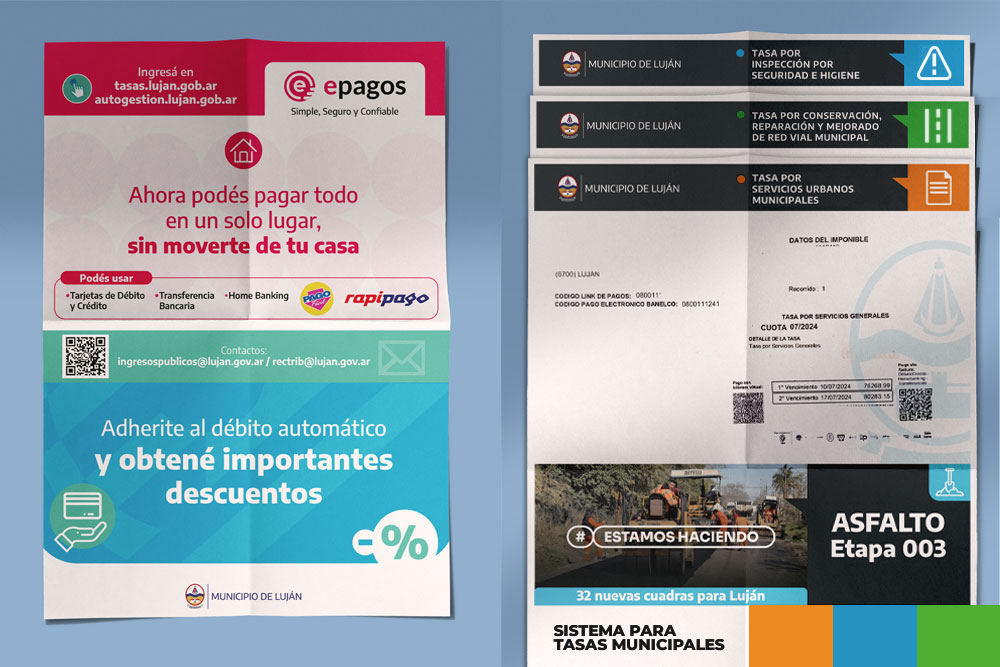 Ingresá en
tasas.lujan.gob.ar
autogestion.lujan.gob.ar
epagos
Simple, Seguro y Confiable
Ahora podés pagar todo
en un solo lugar,
sin moverte de tu casa
Podés usar
•Tarjetas de Débito
y Crédito
•Transferencia
Bancaria
•Home Banking
PAGO
FÁCIL
rapipago
Contactos:
ingresospublicos@lujan.gov.ar / rectrib@lujan.gov.ar
Adherite al débito automático
y obtené importantes
descuentos
-%
MUNICIPIO DE LUJÁN
MUNICIPIO DE LUJÁN
TASA POR
INSPECCIÓN POR
SEGURIDAD E HIGIENE
MUNICIPIO DE LUJÁN
TASA POR CONSERVACIÓN,
REPARACIÓN Y MEJORADO
DE RED VIAL MUNICIPAL
MUNICIPIO DE LUJÁN
TASA POR
SERVICIOS URBANOS
MUNICIPALES
DATOS DEL IMPONIBLE
(6700) LUJAN
Recorrido : 1
CODIGO LINK DE PAGOS: 080011
CODIGO PAGO ELECTRONICO BANELCO: 0800111241
TASA POR SERVICIOS GENERALES
CUOTA 07/2024
DETALLE DE LA TASA
Tasa por Servicios Generales
1° Vencimiento 10/07/2024 76268.99
2° Vencimiento 17/07/2024 80283.15
# ESTAMOS HACIENDO
ASFALTO
Etapa 003
32 nuevas cuadras para Luján
SISTEMA PARA
TASAS MUNICIPALES